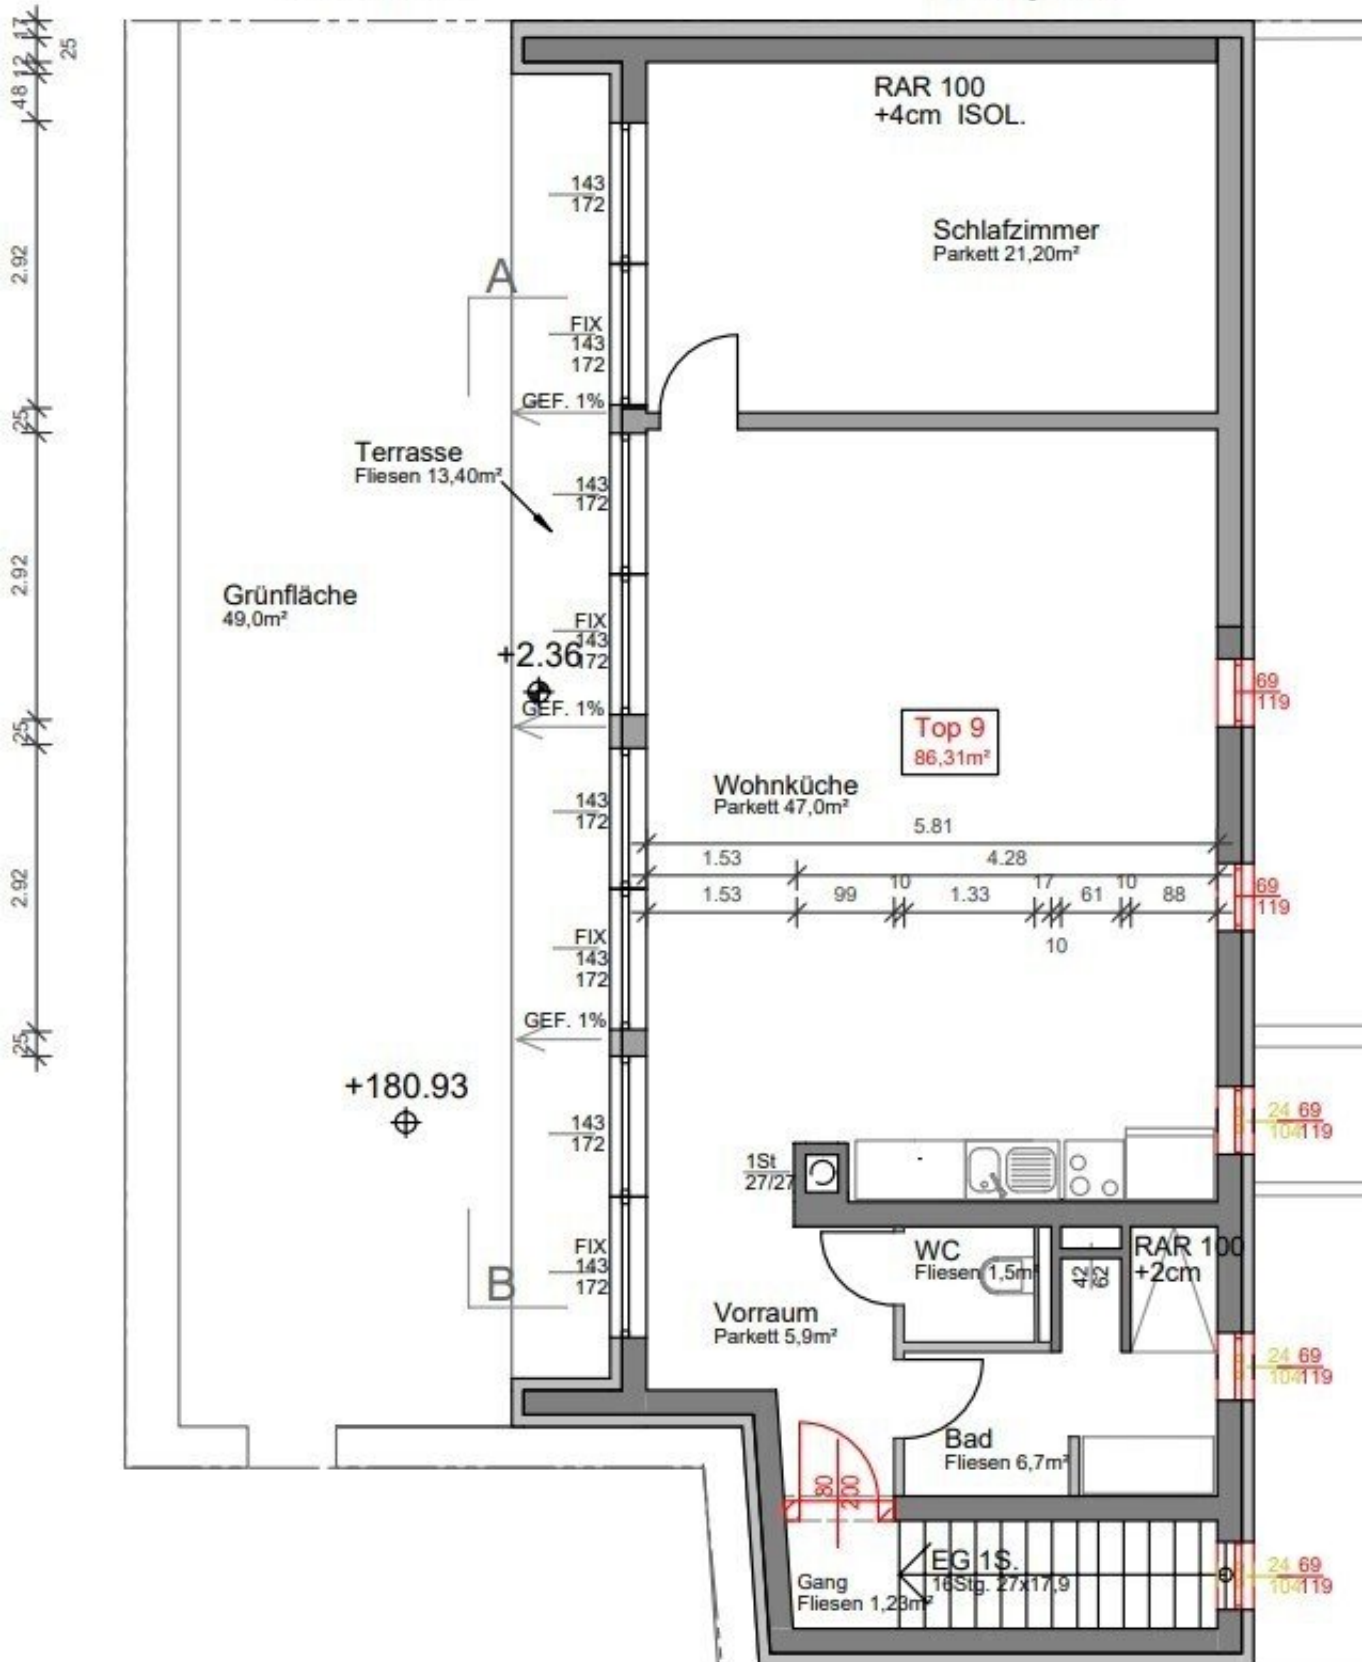 17
25
12
48
2.92
25
2.92
25
2.92
25
RAR 100
+4cm ISOL.
Schlafzimmer
Parkett 21,20m²
143
172
A
FIX
143
172
GEF. 1%
Terrasse
Fliesen 13,40m²
143
172
Grünfläche
49,0m²
FIX
143
172
+2.36
GEF. 1%
69
119
Top 9
86,31m²
Wohnküche
Parkett 47,0m²
143
172
5.81
1.53
4.28
1.53
99
10
1.33
17
61
10
88
10
69
119
FIX
143
172
GEF. 1%
+180.93
143
172
24 69
104 119
1St
27/27
WC
Fliesen 1,5m²
42
62
RAR 100
+2cm
FIX
143
172
B
Vorraum
Parkett 5,9m²
24 69
104 119
Bad
Fliesen 6,7m²
80
200
EG 1S.
16Stg. 27x17,9
Gang
Fliesen 1,23m²
24 69
104 119